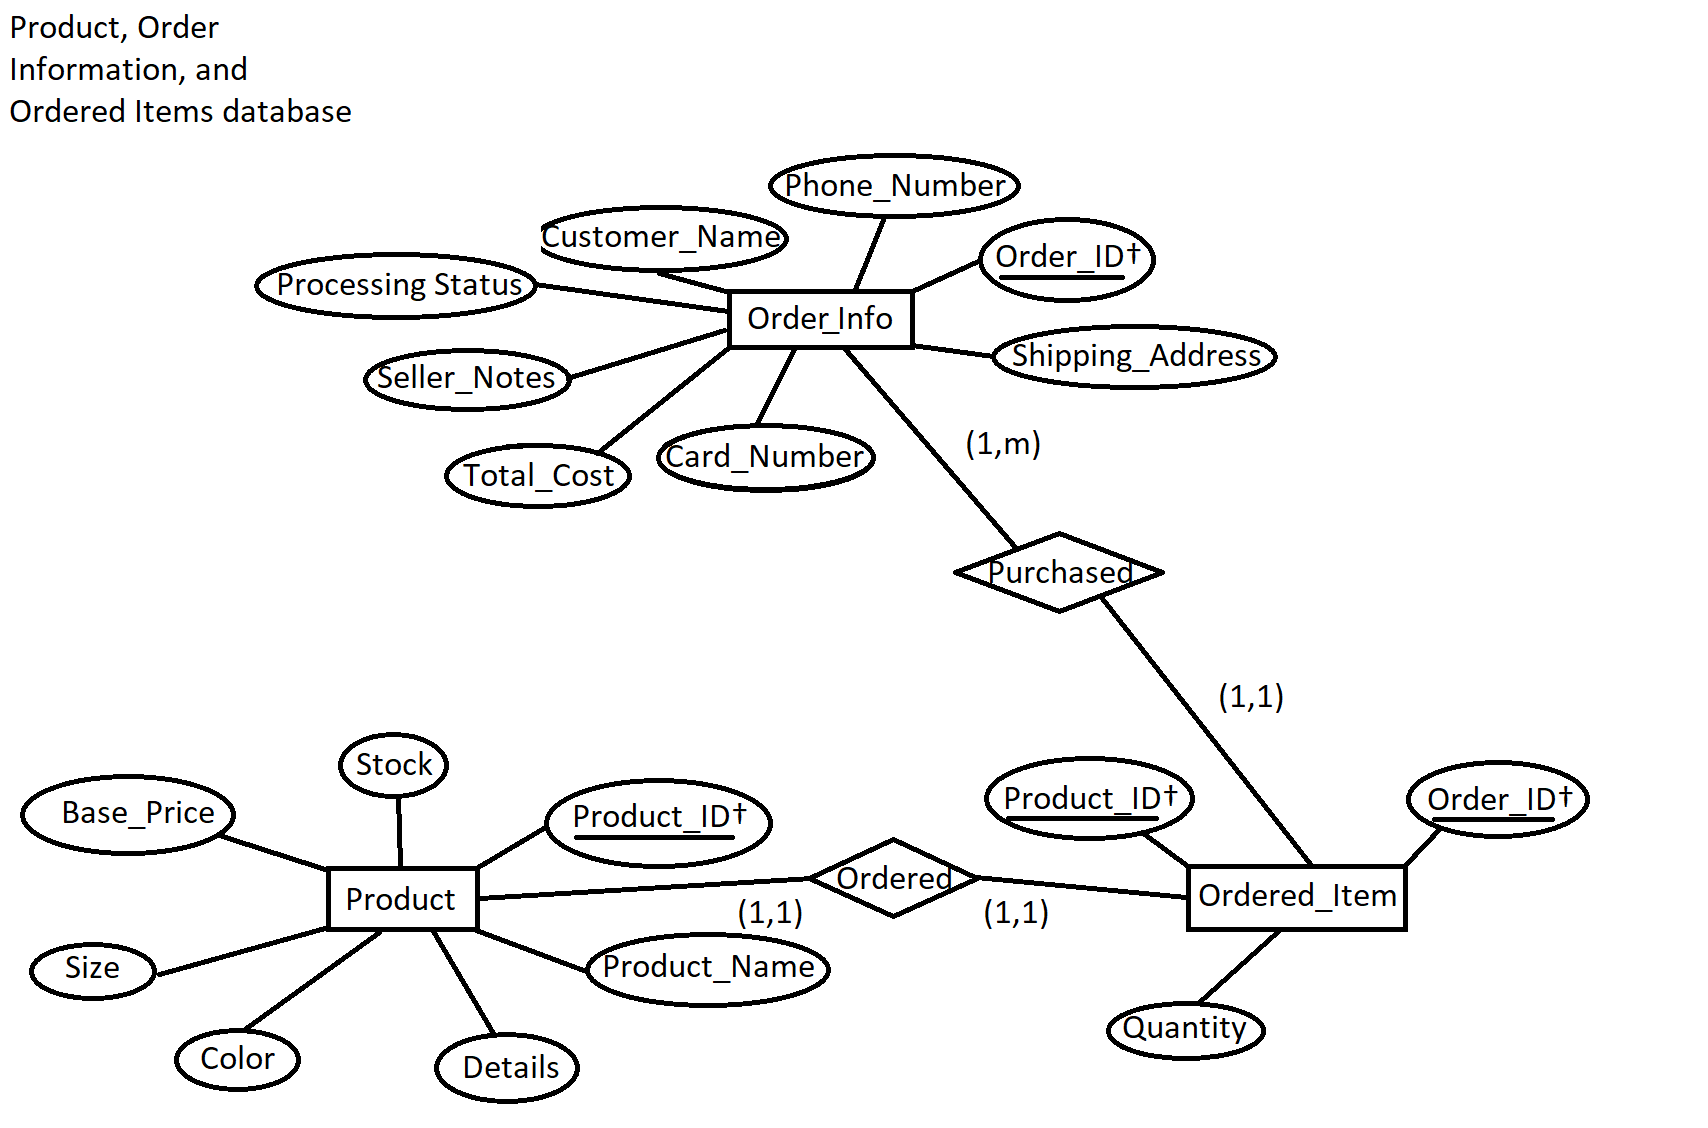 Product, Order
Information, and
Ordered Items database
Phone_Number
Customer_Name
Order_ID†
Processing Status
Order_Info
Shipping_Address
Seller_Notes
(1,m)
Total_Cost
Card_Number
Purchased
(1,1)
Stock
Base_Price
Product_ID†
Product_ID†
Order_ID†
Product
Ordered
Ordered_Item
(1,1)
(1,1)
Size
Product_Name
Color
Details
Quantity